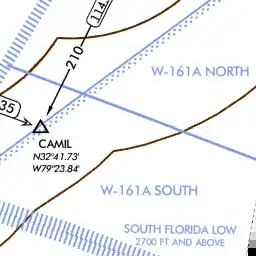 114
210
W-161A NORTH
35
CAMIL
N32°41.73'
W79°23.84'
W-161A SOUTH
SOUTH FLORIDA LOW
2700 FT AND ABOVE